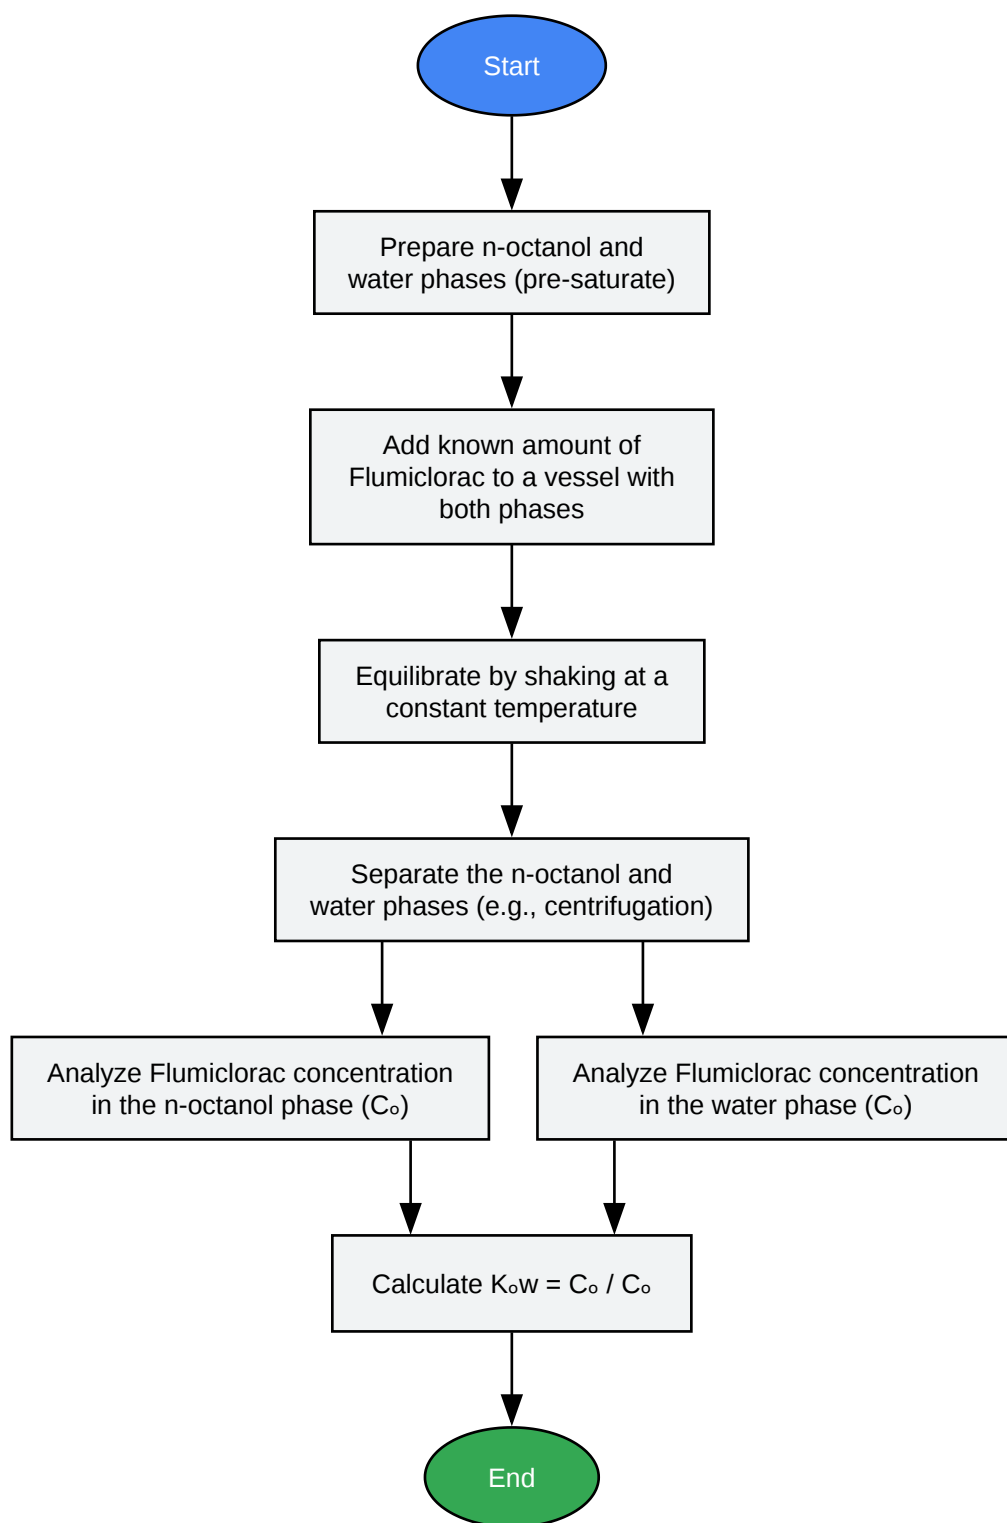 Start
Prepare n-octanol and
water phases (pre-saturate)
Add known amount of
Flumiclorac to a vessel with
both phases
Equilibrate by shaking at a
constant temperature
Separate the n-octanol and
water phases (e.g., centrifugation)
Analyze Flumiclorac concentration
in the n-octanol phase (Cₒ)
Analyze Flumiclorac concentration
in the water phase (Cₒ)
Calculate Kₒw = Cₒ / Cₒ
End